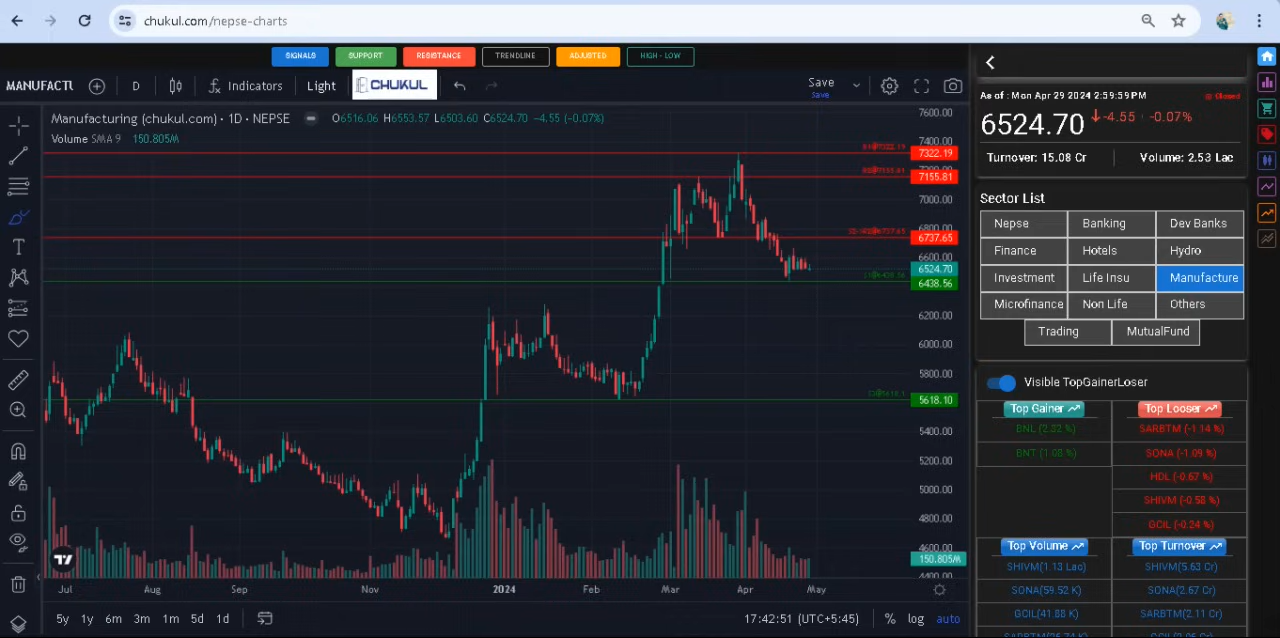 chukul.com/nepse-charts
SIGNALS SUPPORT RESISTANCE TRENDLINE ADJUSTED HIGH - LOW
MANUFACTU D Indicators Light CHUKUL Save
Save
Manufacturing (chukul.com) · 1D · NEPSE O6516.06 H6553.57 L6503.60 C6524.70 −4.55 (−0.07%)
Volume SMA 9 150.805M
7600.00
7400.00
7322.19
7155.81
7000.00
6800.00
6737.65
6600.00
6524.70
6438.56
6200.00
6000.00
5800.00
5618.10
5400.00
5200.00
5000.00
4800.00
4600.00
150.805M
4400.00
Jul Aug Sep Nov 2024 Feb Mar Apr May
5y 1y 6m 3m 1m 5d 1d 17:42:51 (UTC+5:45) % log auto
As of : Mon Apr 29 2024 2:59:59 PM Closed
6524.70 -4.55 -0.07%
Turnover: 15.08 Cr Volume: 2.53 Lac
Sector List
Nepse Banking Dev Banks
Finance Hotels Hydro
Investment Life Insu Manufacture
Microfinance Non Life Others
Trading MutualFund
Visible TopGainerLoser
Top Gainer Top Looser
BNL (2.32 %) SARBTM (-1.14 %)
BNT (1.08 %) SONA (-1.09 %)
HDL (-0.67 %)
SHIVM (-0.58 %)
GCIL (-0.24 %)
Top Volume Top Turnover
SHIVM(1.13 Lac) SHIVM(5.63 Cr)
SONA(59.52 K) SONA(2.67 Cr)
GCIL(41.88 K) SARBTM(2.11 Cr)